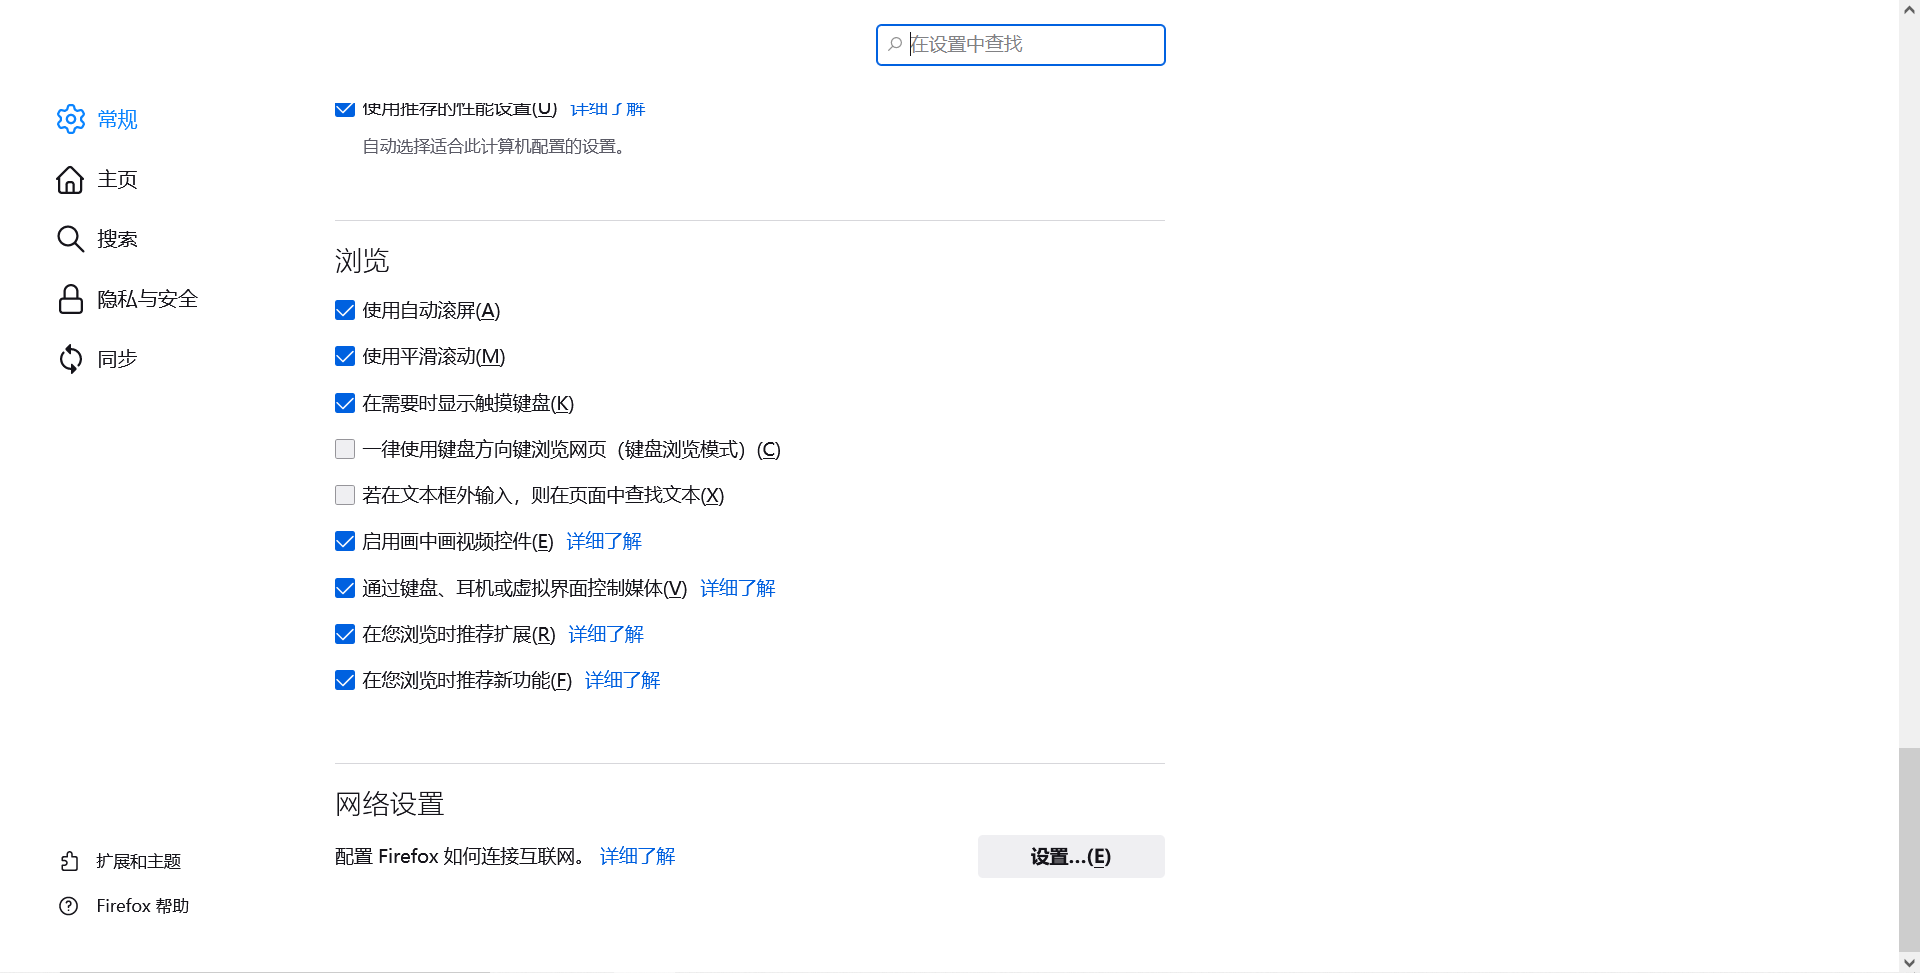 在设置中查找
常规
主页
搜索
隐私与安全
同步
扩展和主题
Firefox 帮助
使用推荐的性能设置(U) 详细了解
自动选择适合此计算机配置的设置。
浏览
使用自动滚屏(A)
使用平滑滚动(M)
在需要时显示触摸键盘(K)
一律使用键盘方向键浏览网页（键盘浏览模式）(C)
若在文本框外输入，则在页面中查找文本(X)
启用画中画视频控件(E) 详细了解
通过键盘、耳机或虚拟界面控制媒体(V) 详细了解
在您浏览时推荐扩展(R) 详细了解
在您浏览时推荐新功能(F) 详细了解
网络设置
配置 Firefox 如何连接互联网。 详细了解
设置...(E)